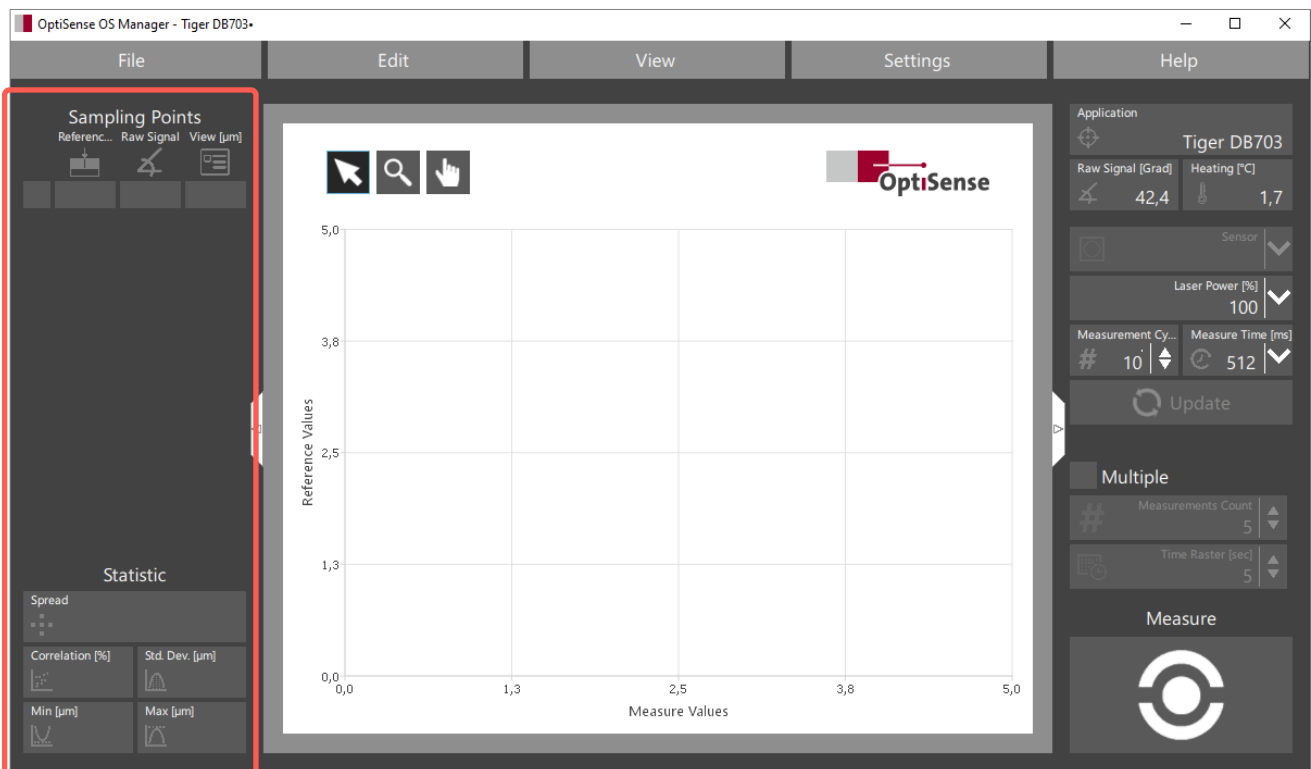 OptiSense OS Manager - Tiger DB703•
File Edit View Settings Help
Sampling Points
Referenc... Raw Signal View [µm]
Statistic
Spread
Correlation [%] Std. Dev. [µm]
Min [µm] Max [µm]
OptiSense
5,0
3,8
2,5
1,3
0,0
Reference Values
0,0 1,3 2,5 3,8 5,0
Measure Values
Application
Tiger DB703
Raw Signal [Grad] Heating [°C]
42,4 1,7
Sensor
Laser Power [%]
100
Measurement Cy... Measure Time [ms]
# 10 512
Update
Multiple
Measurements Count
# 5
Time Raster [sec]
5
Measure